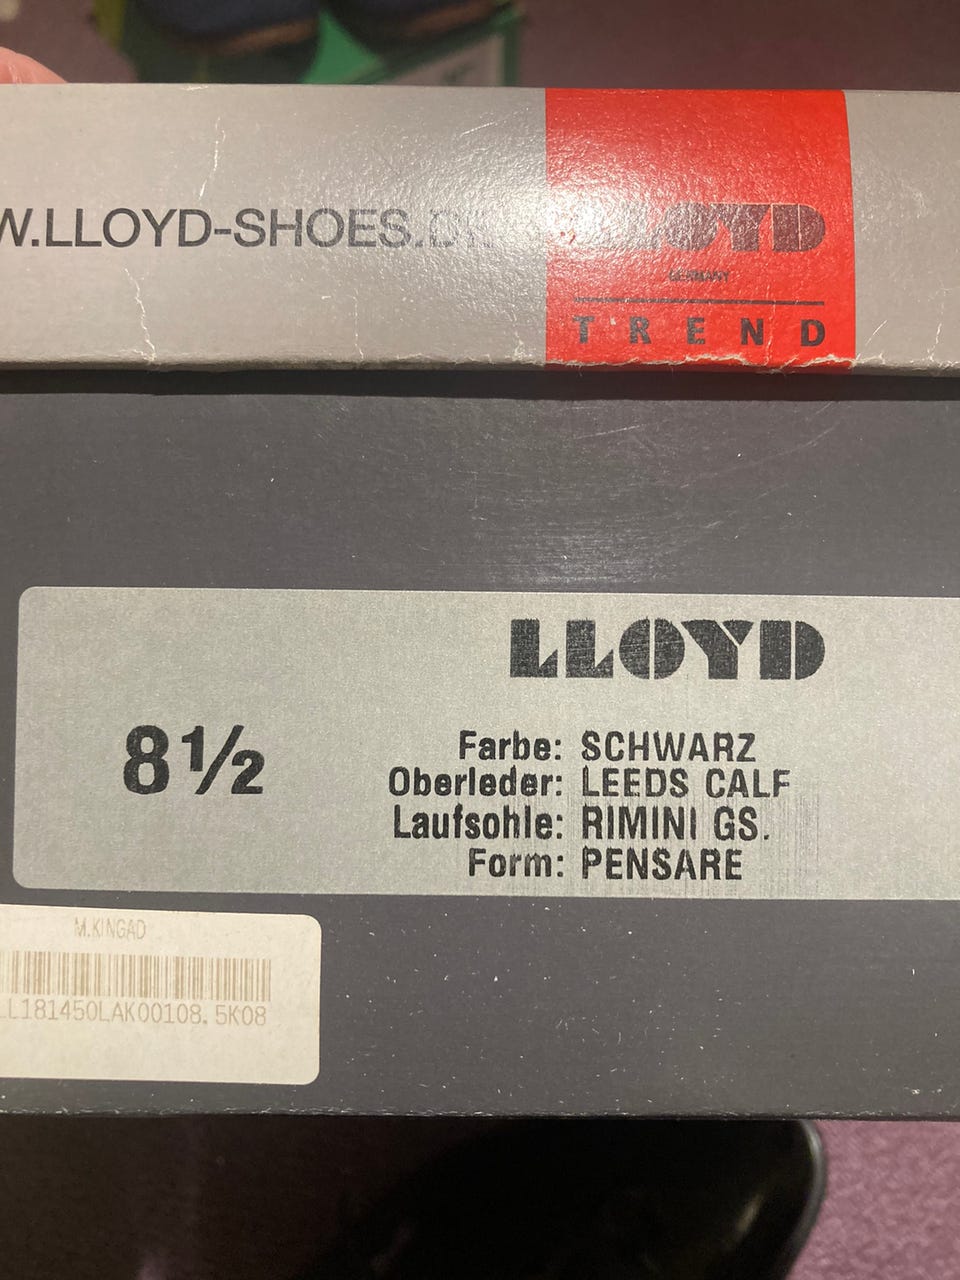 W.LLOYD-SHOES.DE
LLOYD
GERMANY
TREND
LLOYD
8½
Farbe: SCHWARZ
Oberleder: LEEDS CALF
Laufsohle: RIMINI GS.
Form: PENSARE
M.KINGAD
LL181450LAK00108.5K08